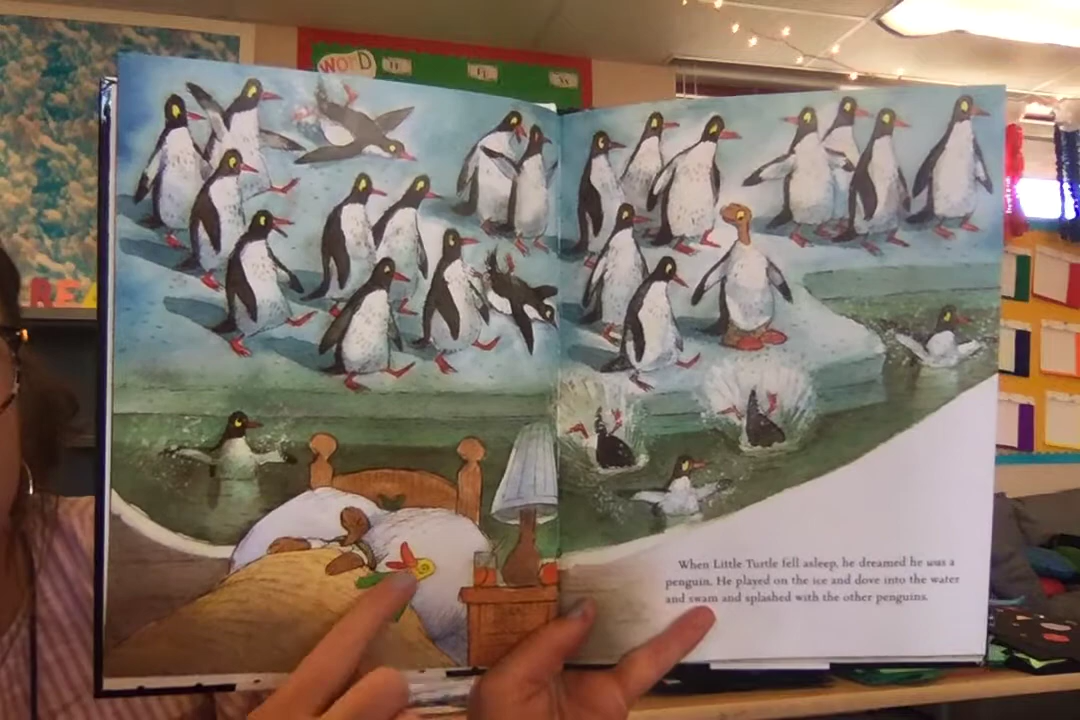 WORD
REA
When Little Turtle fell asleep, he dreamed he was a
penguin. He played on the ice and dove into the water
and swam and splashed with the other penguins.